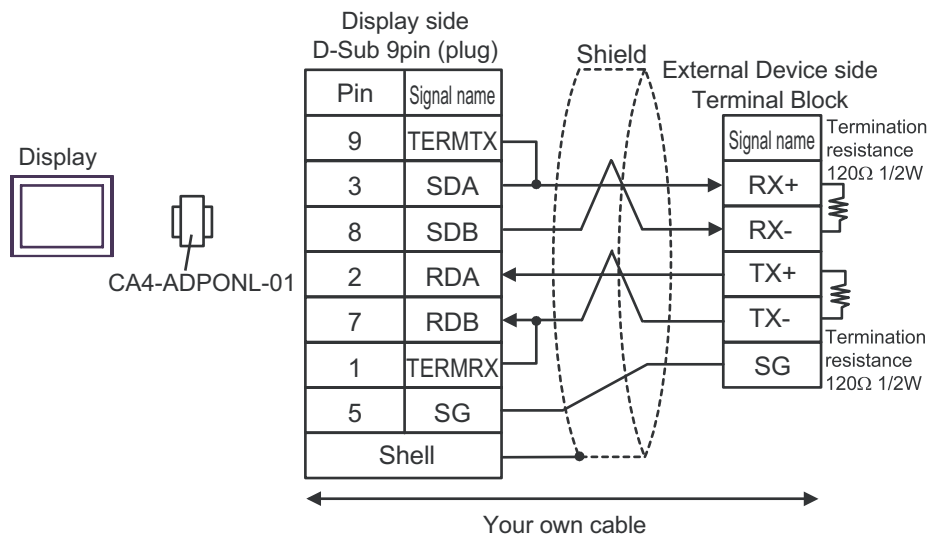 Display side
D-Sub 9pin (plug)
Shield
External Device side
Terminal Block
Pin
Signal name
9
TERMTX
3
SDA
8
SDB
2
RDA
7
RDB
1
TERMRX
5
SG
Shell
Signal name
RX+
RX-
TX+
TX-
SG
Termination
resistance
120Ω 1/2W
Termination
resistance
120Ω 1/2W
Display
CA4-ADPONL-01
Your own cable